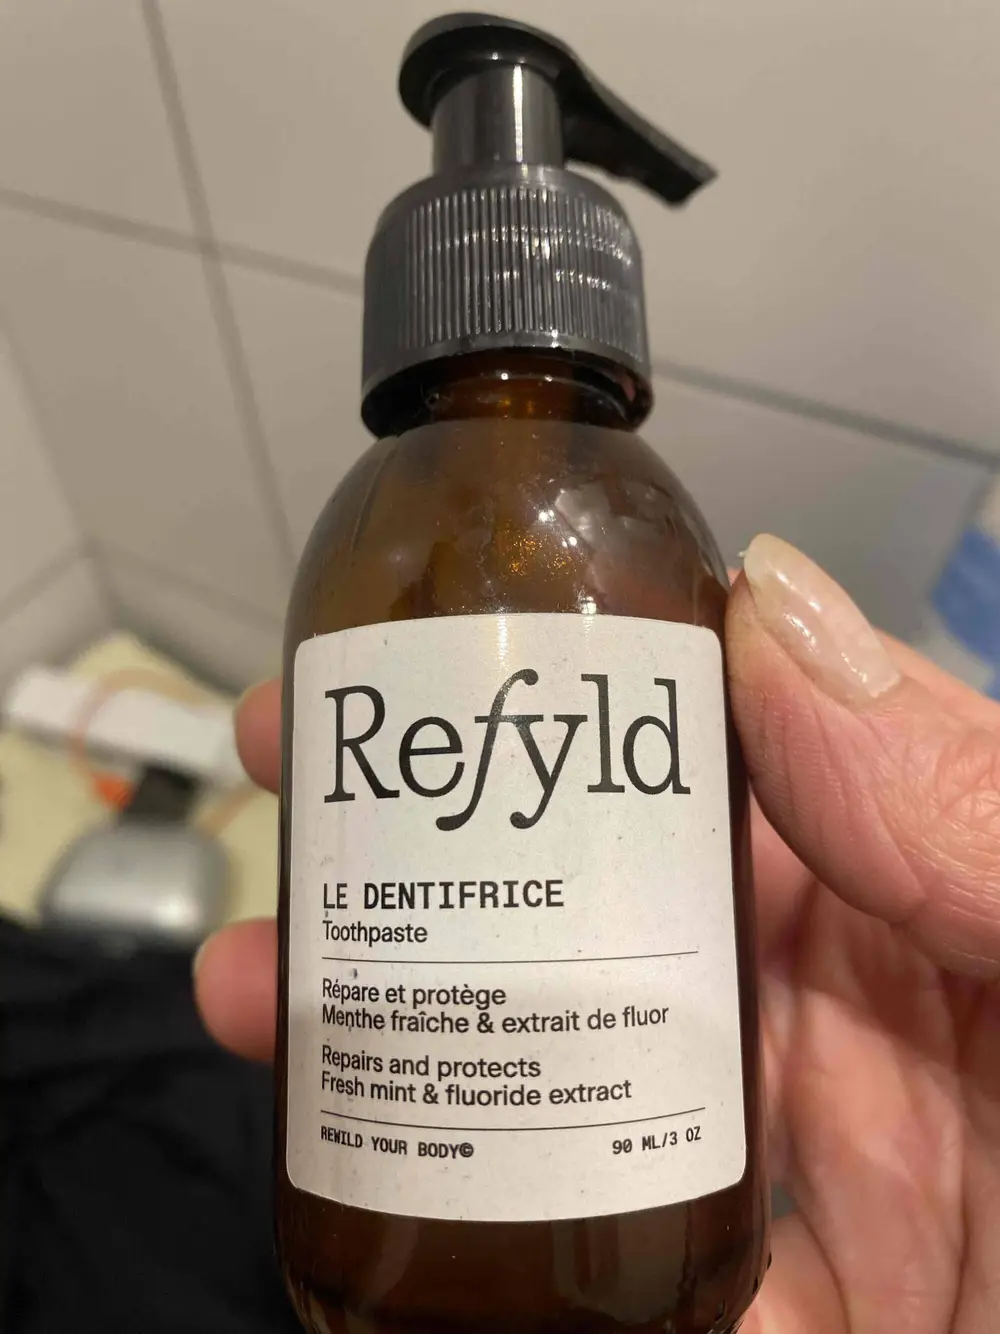 Refyld
LE DENTIFRICE
Toothpaste
Répare et protège
Menthe fraîche & extrait de fluor
Repairs and protects
Fresh mint & fluoride extract
REWILD YOUR BODY©
90 ML/3 OZ